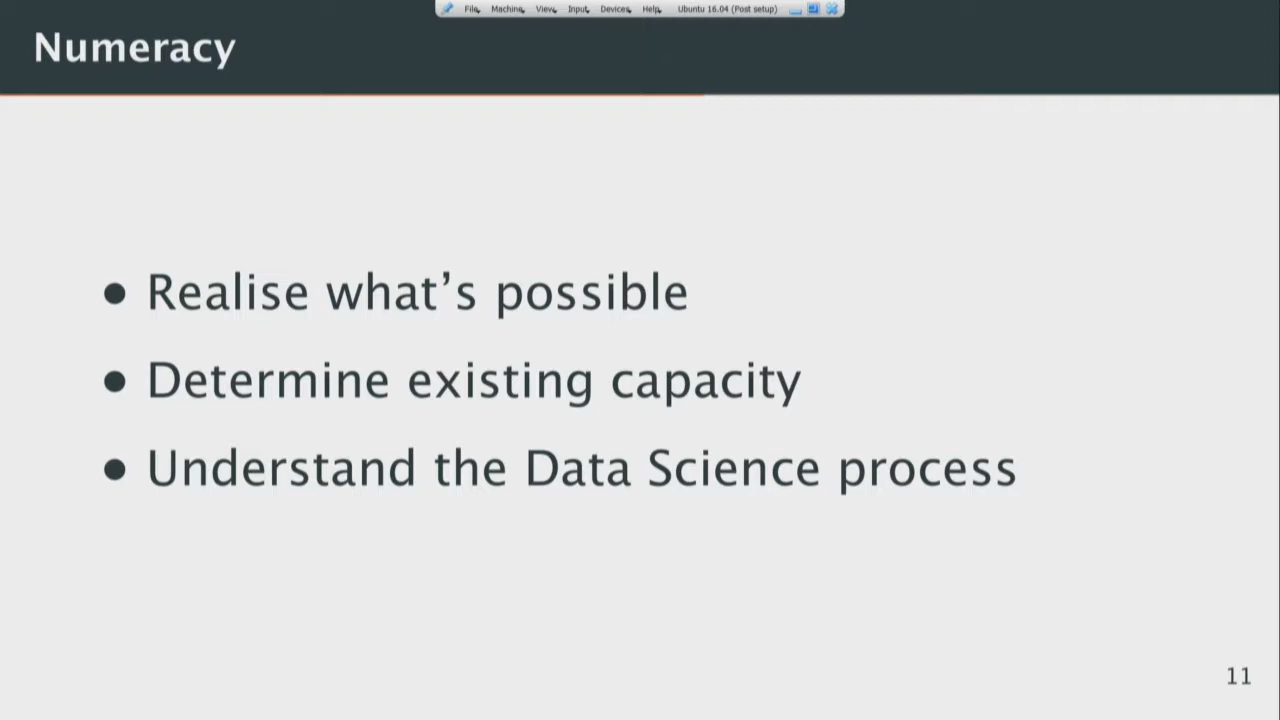 File Machine View Input Devices Help Ubuntu 16.04 (Post setup)
Numeracy
• Realise what's possible
• Determine existing capacity
• Understand the Data Science process
11